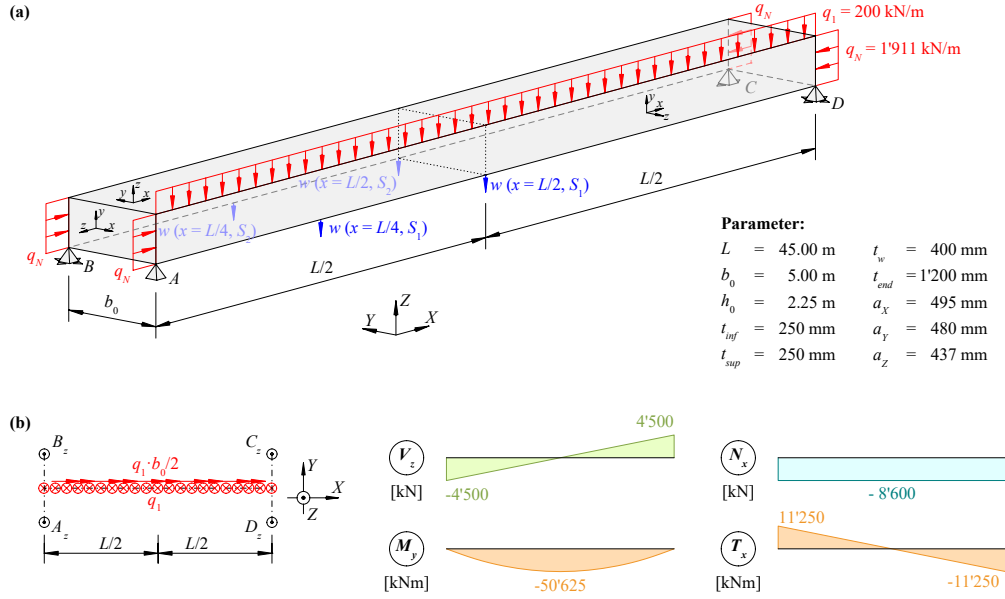 (a)
q_N
q_1 = 200 kN/m
q_N = 1'911 kN/m
C
D
y
x
z
w (x = L/2, S_2)
w (x = L/2, S_1)
L/2
z
y
x
y
z
x
w (x = L/4, S_2)
w (x = L/4, S_1)
q_N
B
q_N
A
L/2
b_0
Z
Y
X
Parameter:
L = 45.00 m t_w = 400 mm
b_0 = 5.00 m t_end = 1'200 mm
h_0 = 2.25 m a_X = 495 mm
t_inf = 250 mm a_Y = 480 mm
t_sup = 250 mm a_Z = 437 mm
(b)
B_z
C_z
q_1·b_0/2
q_1
A_z
D_z
L/2
L/2
Y
X
Z
V_z
[kN]
4'500
-4'500
N_x
[kN]
- 8'600
M_y
[kNm]
-50'625
T_x
[kNm]
11'250
-11'250